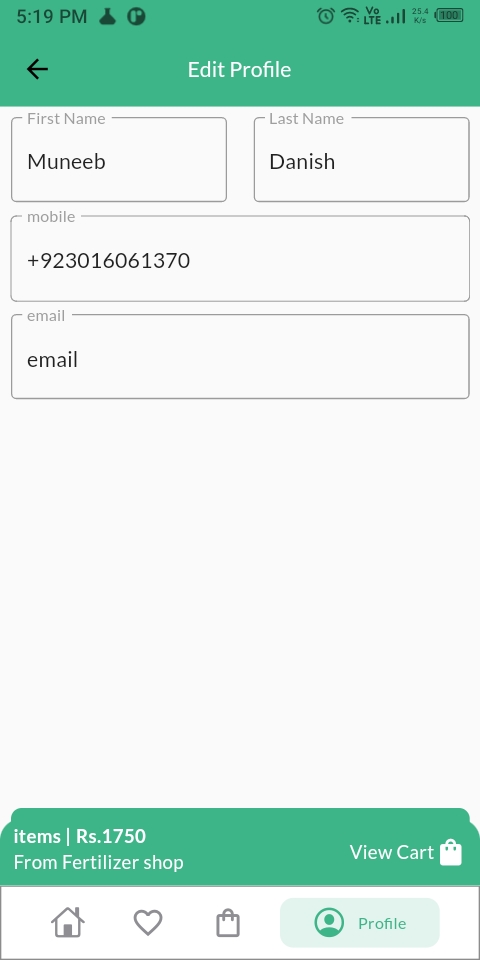 5:19 PM Vo LTE 25.4 K/s 100
Edit Profile
First Name Last Name
Muneeb Danish
mobile
+923016061370
email
email
items | Rs.1750
From Fertilizer shop
View Cart
Profile